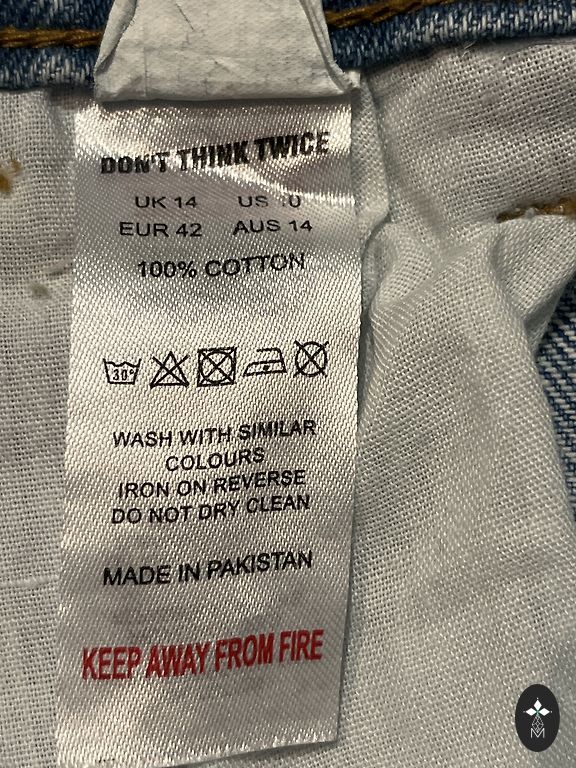 DON'T THINK TWICE
UK 14 US 10
EUR 42 AUS 14
100% COTTON
30°
WASH WITH SIMILAR
COLOURS
IRON ON REVERSE
DO NOT DRY CLEAN
MADE IN PAKISTAN
KEEP AWAY FROM FIRE
M